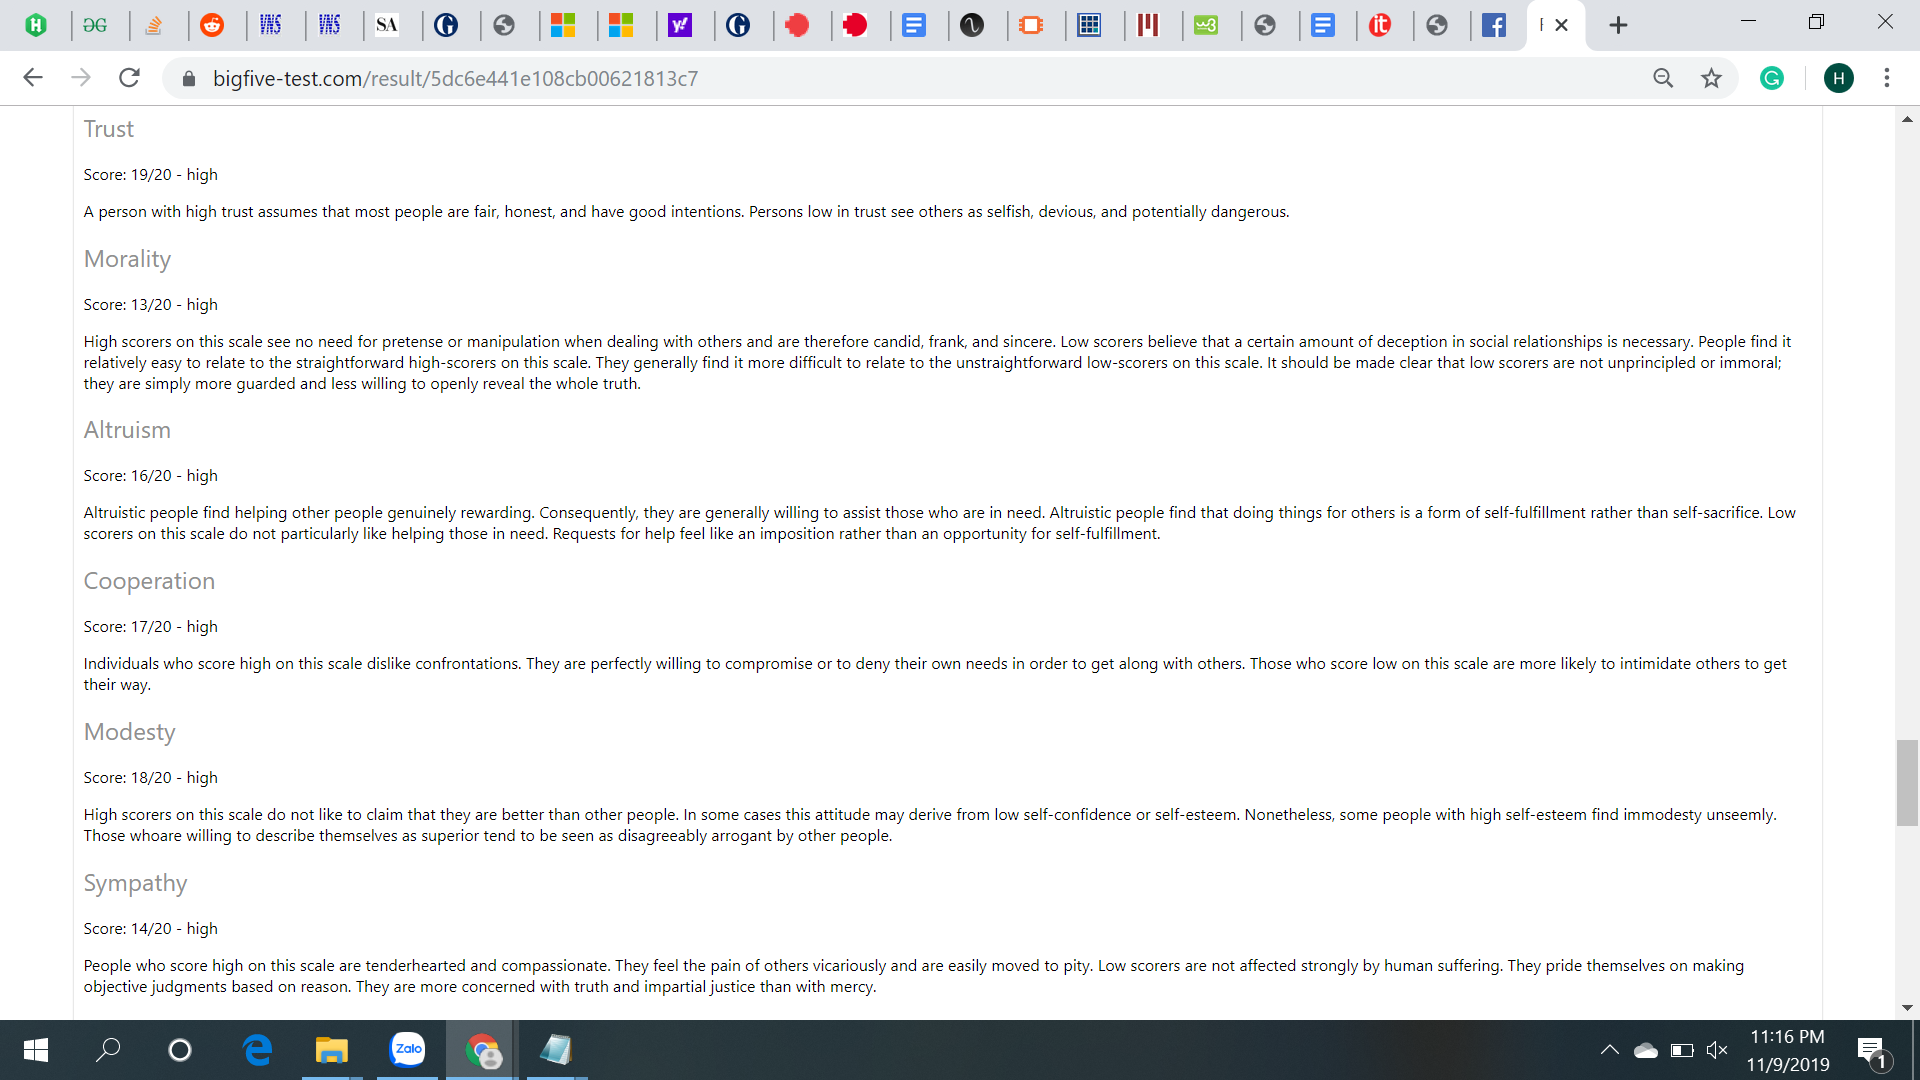 VNS
VNS
SA
G
y!
G
w3
it
bigfive-test.com/result/5dc6e441e108cb00621813c7
H
Trust
Score: 19/20 - high
A person with high trust assumes that most people are fair, honest, and have good intentions. Persons low in trust see others as selfish, devious, and potentially dangerous.
Morality
Score: 13/20 - high
High scorers on this scale see no need for pretense or manipulation when dealing with others and are therefore candid, frank, and sincere. Low scorers believe that a certain amount of deception in social relationships is necessary. People find it
relatively easy to relate to the straightforward high-scorers on this scale. They generally find it more difficult to relate to the unstraightforward low-scorers on this scale. It should be made clear that low scorers are not unprincipled or immoral;
they are simply more guarded and less willing to openly reveal the whole truth.
Altruism
Score: 16/20 - high
Altruistic people find helping other people genuinely rewarding. Consequently, they are generally willing to assist those who are in need. Altruistic people find that doing things for others is a form of self-fulfillment rather than self-sacrifice. Low
scorers on this scale do not particularly like helping those in need. Requests for help feel like an imposition rather than an opportunity for self-fulfillment.
Cooperation
Score: 17/20 - high
Individuals who score high on this scale dislike confrontations. They are perfectly willing to compromise or to deny their own needs in order to get along with others. Those who score low on this scale are more likely to intimidate others to get
their way.
Modesty
Score: 18/20 - high
High scorers on this scale do not like to claim that they are better than other people. In some cases this attitude may derive from low self-confidence or self-esteem. Nonetheless, some people with high self-esteem find immodesty unseemly.
Those whoare willing to describe themselves as superior tend to be seen as disagreeably arrogant by other people.
Sympathy
Score: 14/20 - high
People who score high on this scale are tenderhearted and compassionate. They feel the pain of others vicariously and are easily moved to pity. Low scorers are not affected strongly by human suffering. They pride themselves on making
objective judgments based on reason. They are more concerned with truth and impartial justice than with mercy.
Zalo
11:16 PM
11/9/2019
1